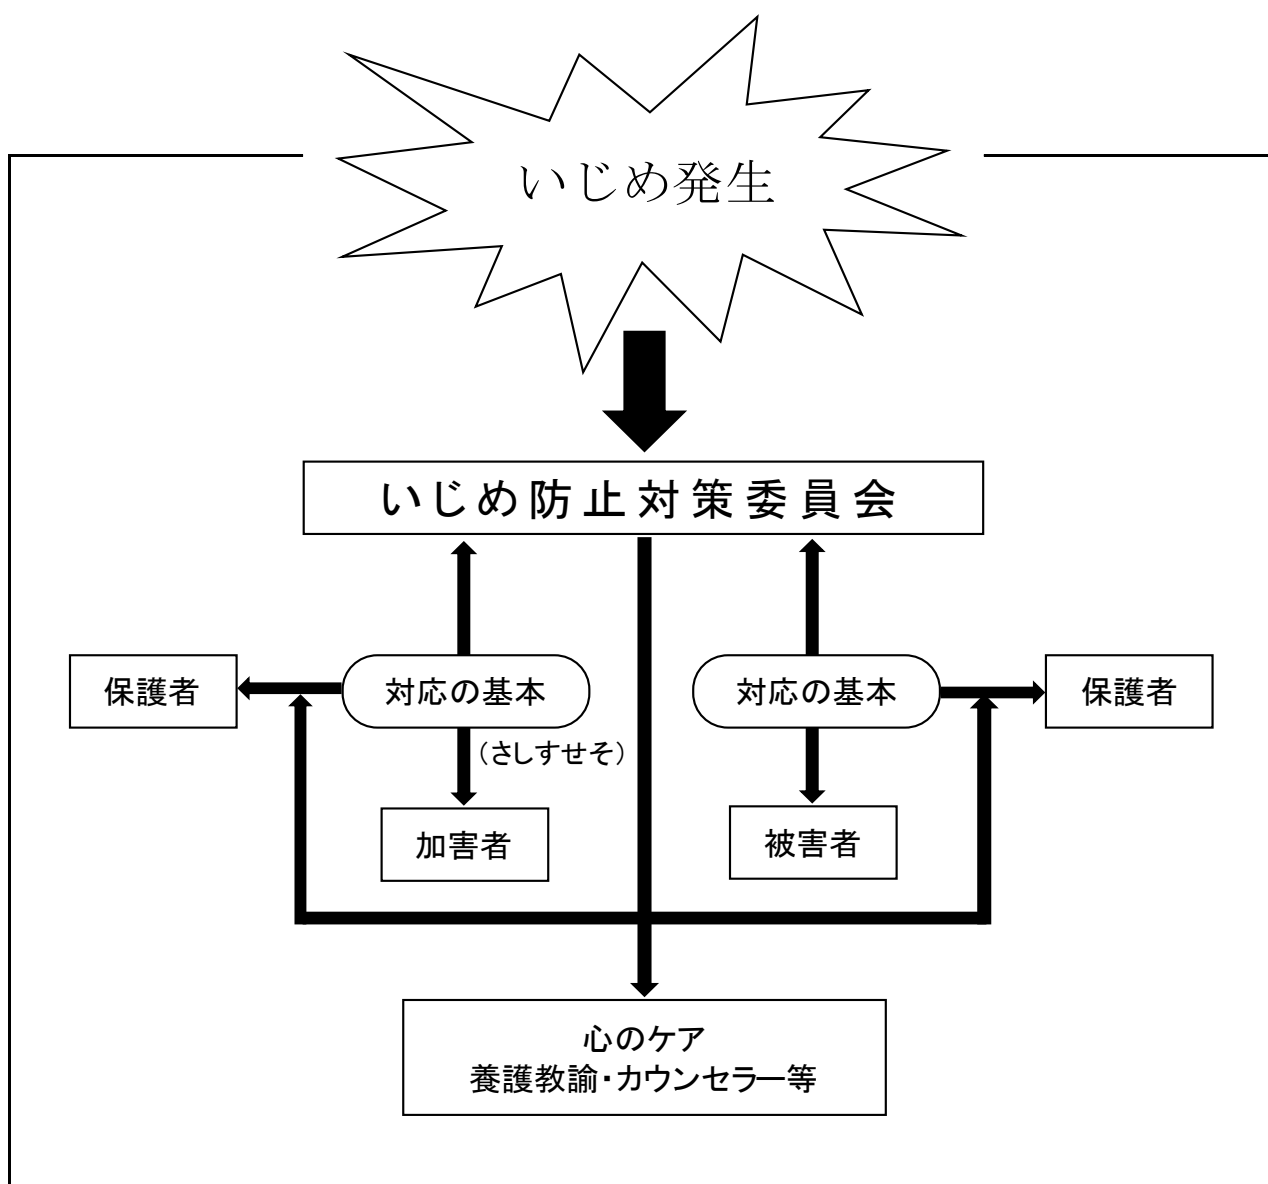 いじめ発生
いじめ防止対策委員会
保護者
対応の基本
対応の基本
保護者
（さしすせそ）
加害者
被害者
心のケア
養護教諭・カウンセラー等